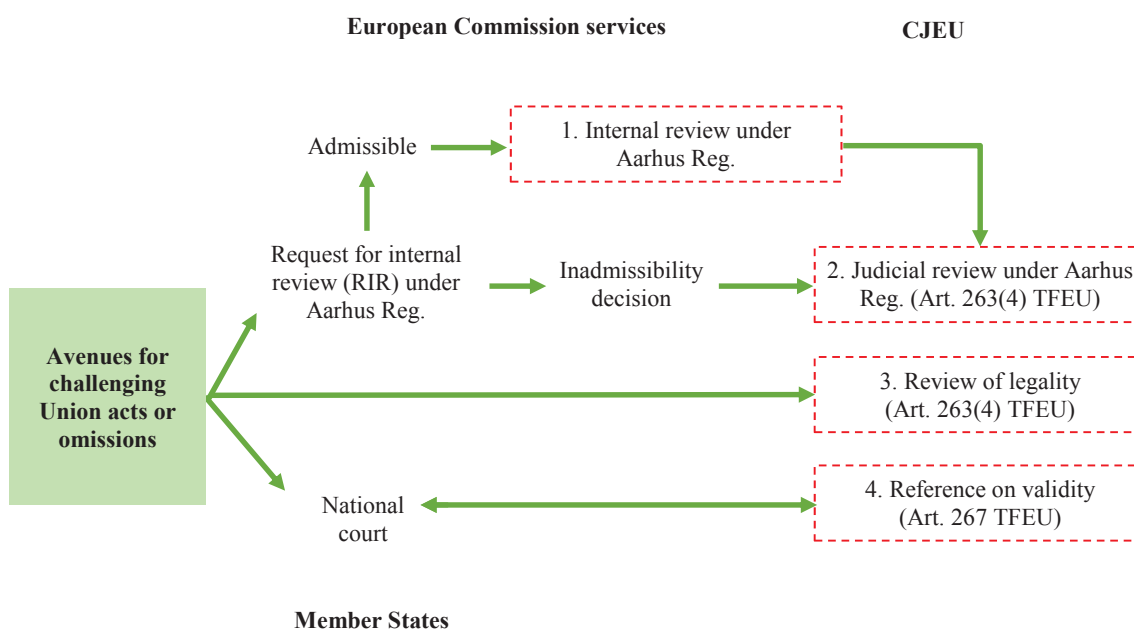 European Commission services
CJEU
Admissible
1. Internal review under
Aarhus Reg.
Request for internal
review (RIR) under
Aarhus Reg.
Inadmissibility
decision
2. Judicial review under Aarhus
Reg. (Art. 263(4) TFEU)
Avenues for
challenging
Union acts or
omissions
3. Review of legality
(Art. 263(4) TFEU)
National
court
4. Reference on validity
(Art. 267 TFEU)
Member States